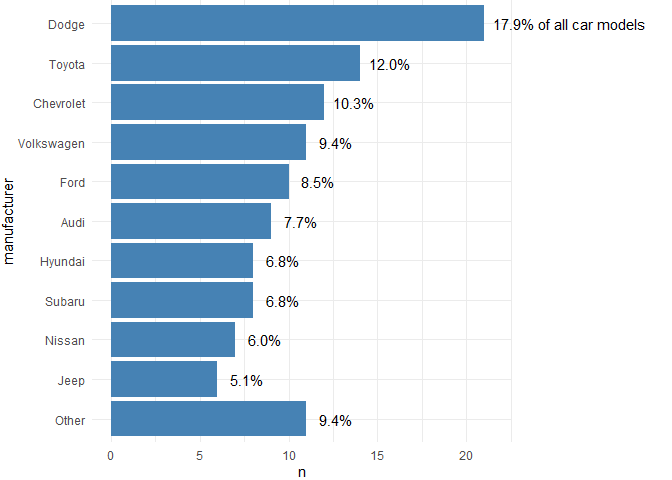 Dodge 17.9% of all car models
Toyota 12.0%
Chevrolet 10.3%
Volkswagen 9.4%
Ford 8.5%
Audi 7.7%
Hyundai 6.8%
Subaru 6.8%
Nissan 6.0%
Jeep 5.1%
Other 9.4%
manufacturer
0 5 10 15 20
n